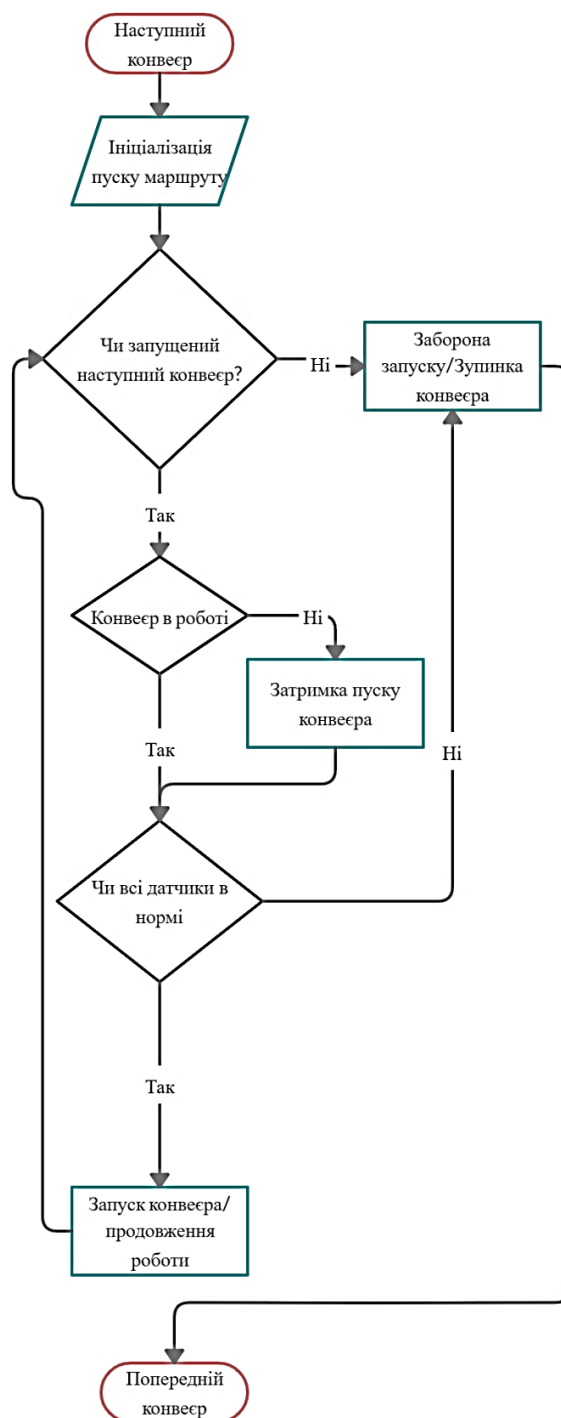 Наступний
конвеєр
Ініціалізація
пуску маршруту
Чи запущений
наступний конвеєр?
Ні
Заборона
запуску/Зупинка
конвеєра
Так
Конвеєр в роботі
Ні
Затримка пуску
конвеєра
Так
Ні
Чи всі датчики в
нормі
Так
Запуск конвеєра/
продовження
роботи
Попередній
конвеєр